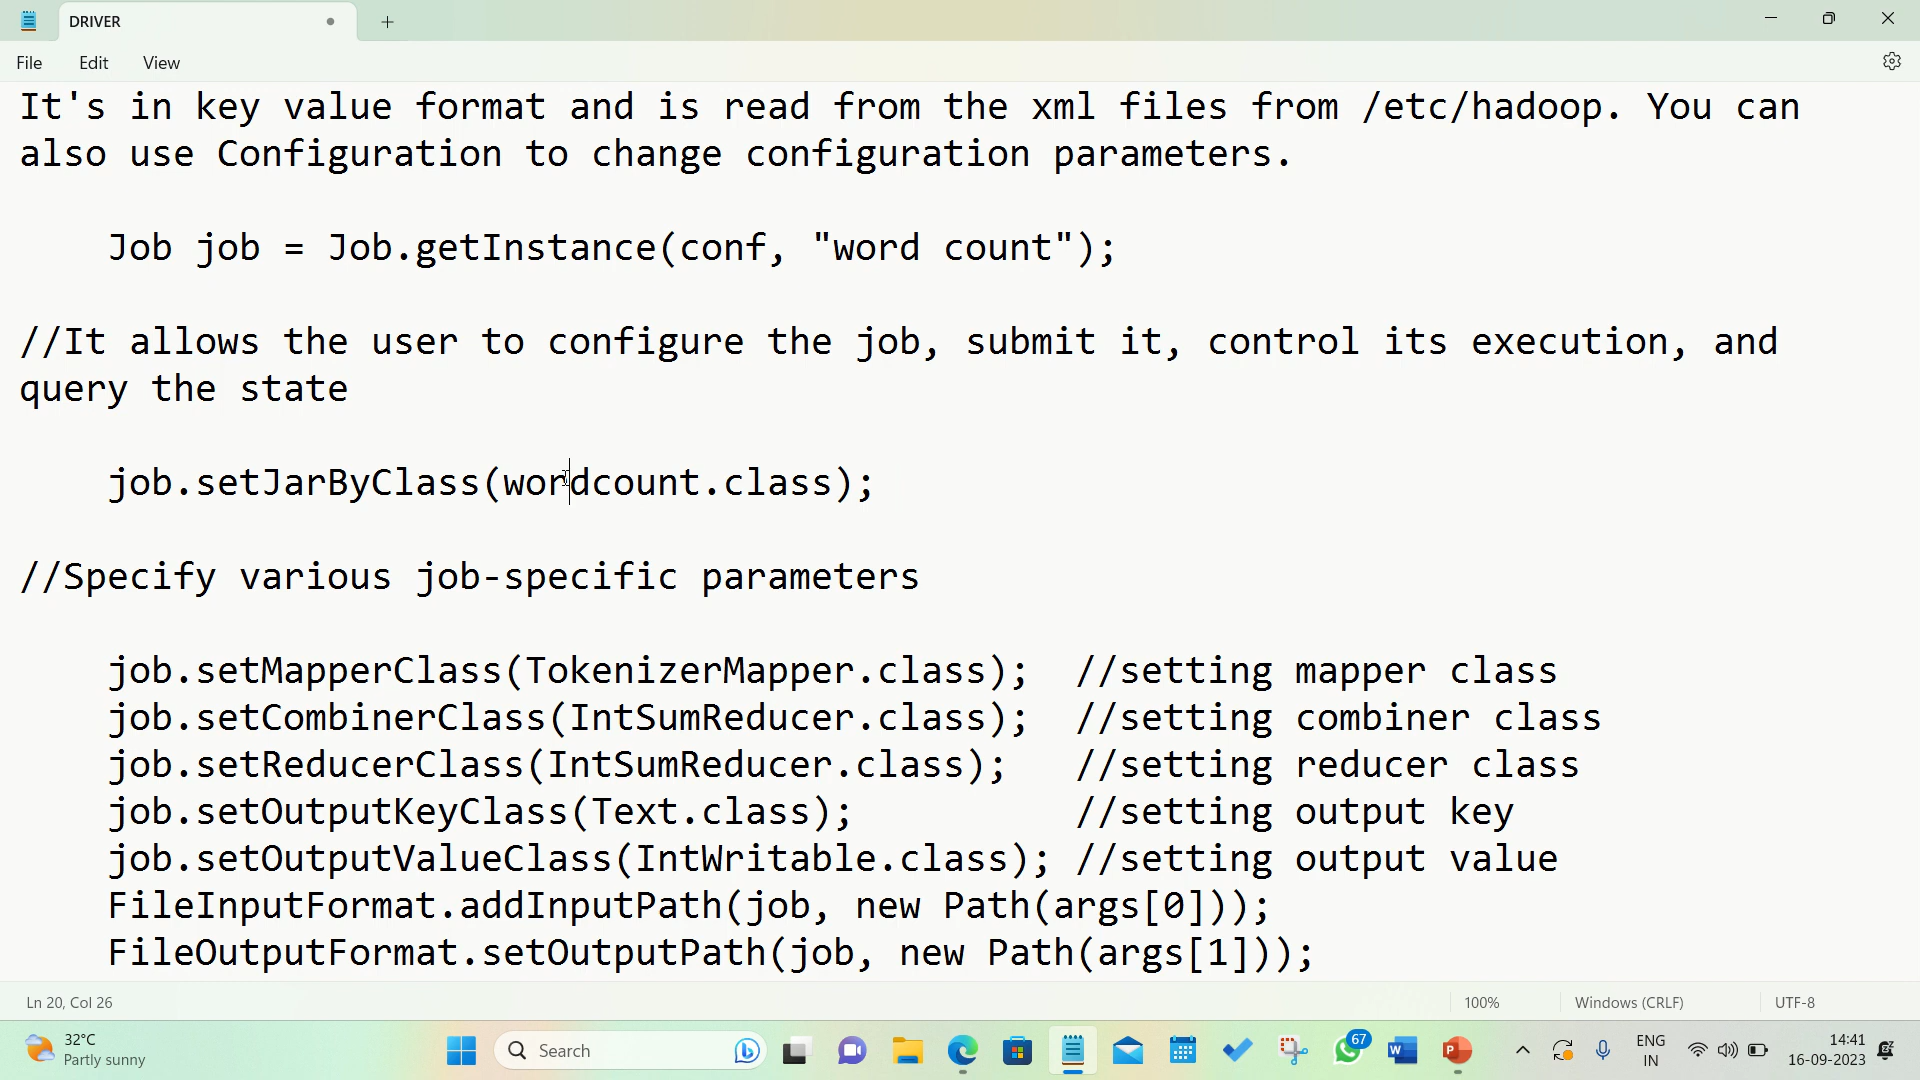 DRIVER
File Edit View
It's in key value format and is read from the xml files from /etc/hadoop. You can
also use Configuration to change configuration parameters.
Job job = Job.getInstance(conf, "word count");
//It allows the user to configure the job, submit it, control its execution, and
query the state
job.setJarByClass(wordcount.class);
//Specify various job-specific parameters
job.setMapperClass(TokenizerMapper.class); //setting mapper class
job.setCombinerClass(IntSumReducer.class); //setting combiner class
job.setReducerClass(IntSumReducer.class); //setting reducer class
job.setOutputKeyClass(Text.class); //setting output key
job.setOutputValueClass(IntWritable.class); //setting output value
FileInputFormat.addInputPath(job, new Path(args[0]));
FileOutputFormat.setOutputPath(job, new Path(args[1]));
Ln 20, Col 26 100% Windows (CRLF) UTF-8
32°C
Partly sunny
Search
67
W
P
ENG
IN
14:41
16-09-2023